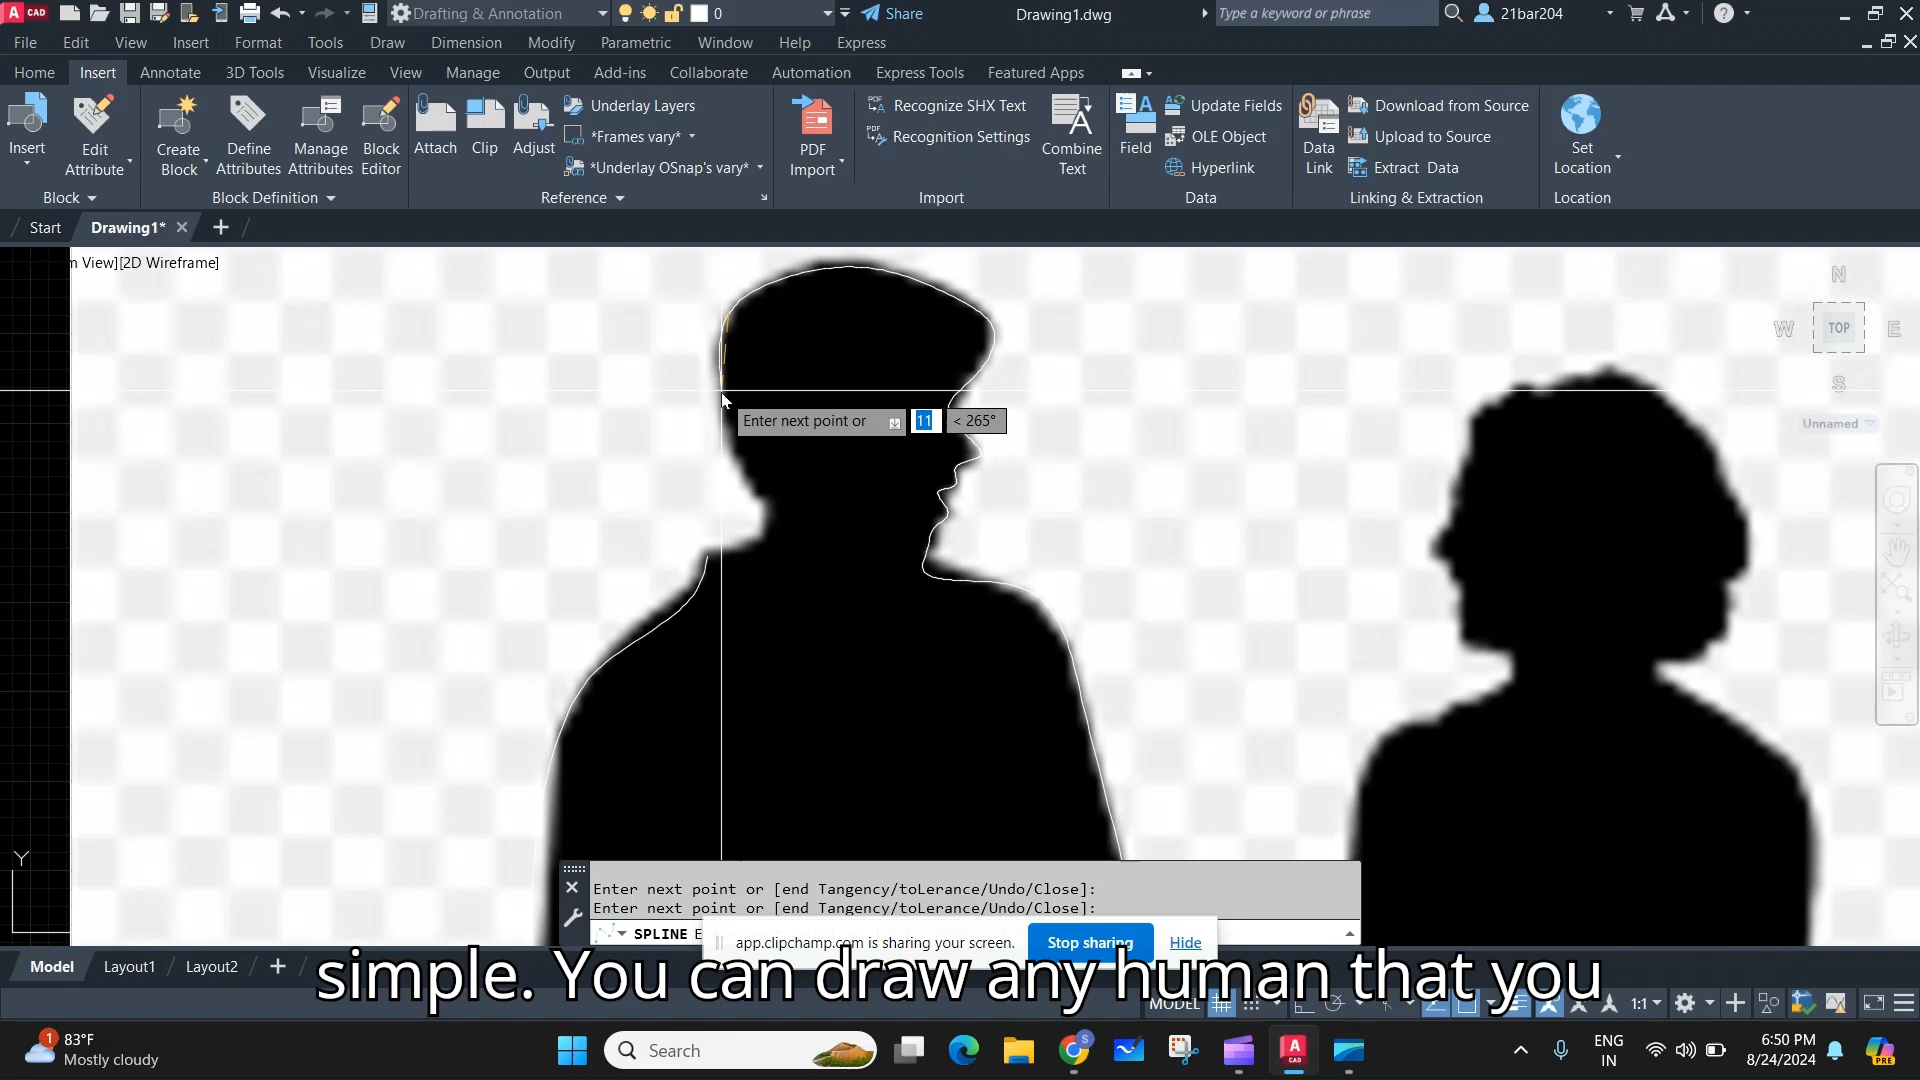 A CAD
Drafting & Annotation
0
Share
Drawing1.dwg
Type a keyword or phrase
21bar204
File Edit View Insert Format Tools Draw Dimension Modify Parametric Window Help Express
Home Insert Annotate 3D Tools Visualize View Manage Output Add-ins Collaborate Automation Express Tools Featured Apps
Insert
Edit
Attribute
Create
Block
Define
Attributes
Manage
Attributes
Block
Editor
Attach
Clip
Adjust
Underlay Layers
*Frames vary*
*Underlay OSnap's vary*
PDF
Import
Recognize SHX Text
Recognition Settings
Combine
Text
Field
Update Fields
OLE Object
Hyperlink
Data
Link
Download from Source
Upload to Source
Extract Data
Set
Location
Block
Block Definition
Reference
Import
Data
Linking & Extraction
Location
Start
Drawing1*
m View][2D Wireframe]
N
W TOP E
S
Unnamed
Enter next point or 11 < 265°
Y
Enter next point or [end Tangency/toLerance/Undo/Close]:
Enter next point or [end Tangency/toLerance/Undo/Close]:
SPLINE E
app.clipchamp.com is sharing your screen. Stop sharing Hide
Model Layout1 Layout2
simple. You can draw any human that you
MODEL 1:1
1
83°F
Mostly cloudy
Search
S
A
CAD
ENG
IN
6:50 PM
8/24/2024
PRE